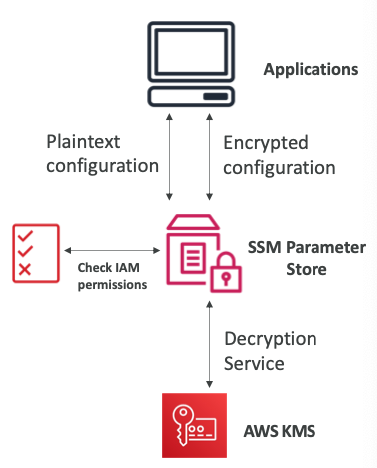 Applications
Plaintext
configuration
Encrypted
configuration
SSM Parameter
Store
Check IAM
permissions
Decryption
Service
AWS KMS